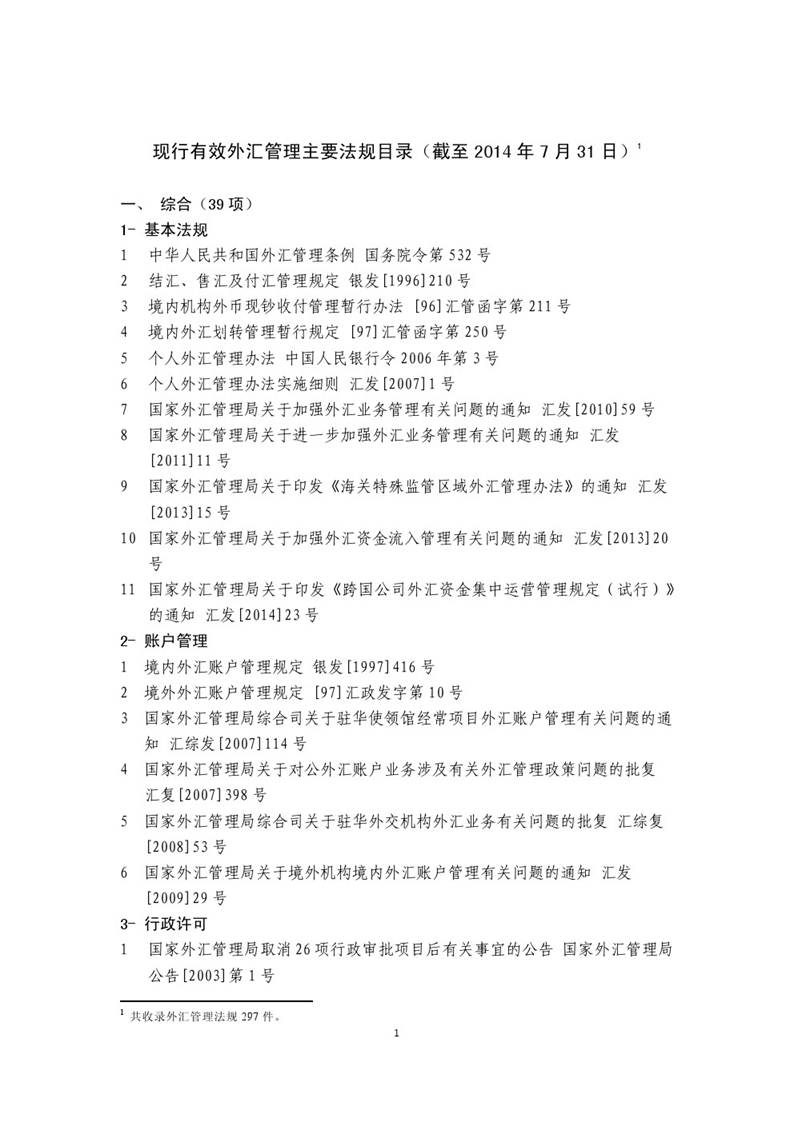 现行有效外汇管理主要法规目录（截至 2014 年 7 月 31 日）1
一、 综合（39 项）
1- 基本法规
1 中华人民共和国外汇管理条例 国务院令第 532 号
2 结汇、售汇及付汇管理规定 银发[1996]210 号
3 境内机构外币现钞收付管理暂行办法 [96]汇管函字第 211 号
4 境内外汇划转管理暂行规定 [97]汇管函字第 250 号
5 个人外汇管理办法 中国人民银行令 2006 年第 3 号
6 个人外汇管理办法实施细则 汇发[2007]1 号
7 国家外汇管理局关于加强外汇业务管理有关问题的通知 汇发[2010]59 号
8 国家外汇管理局关于进一步加强外汇业务管理有关问题的通知 汇发
[2011]11 号
9 国家外汇管理局关于印发《海关特殊监管区域外汇管理办法》的通知 汇发
[2013]15 号
10 国家外汇管理局关于加强外汇资金流入管理有关问题的通知 汇发[2013]20
号
11 国家外汇管理局关于印发《跨国公司外汇资金集中运营管理规定（试行）》
的通知 汇发[2014]23 号
2- 账户管理
1 境内外汇账户管理规定 银发[1997]416 号
2 境外外汇账户管理规定 [97]汇政发字第 10 号
3 国家外汇管理局综合司关于驻华使领馆经常项目外汇账户管理有关问题的通
知 汇综发[2007]114 号
4 国家外汇管理局关于对公外汇账户业务涉及有关外汇管理政策问题的批复
汇复[2007]398 号
5 国家外汇管理局综合司关于驻华外交机构外汇业务有关问题的批复 汇综复
[2008]53 号
6 国家外汇管理局关于境外机构境内外汇账户管理有关问题的通知 汇发
[2009]29 号
3- 行政许可
1 国家外汇管理局取消 26 项行政审批项目后有关事宜的公告 国家外汇管理局
公告[2003]第 1 号
1 共收录外汇管理法规 297 件。
1